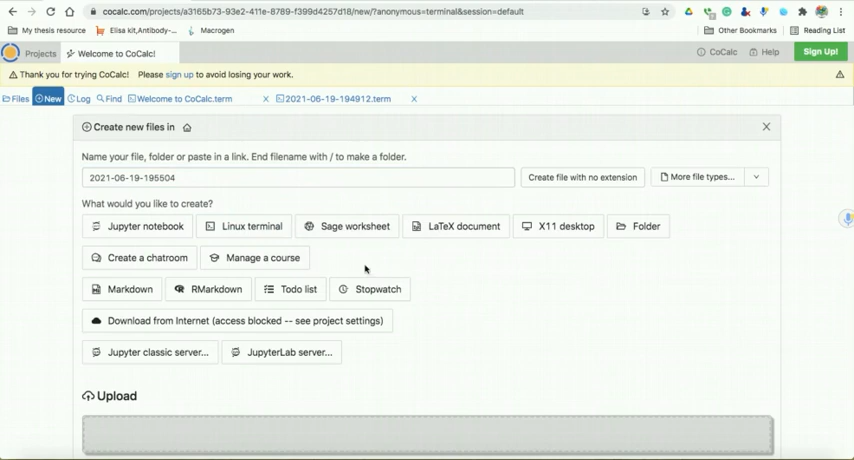 cocalc.com/projects/a3165b73-93e2-411e-8789-f399d4257d18/new/?anonymous=terminal&session=default
My thesis resource Elisa kit,Antibody-... Macrogen Other Bookmarks Reading List
Projects Welcome to CoCalc! CoCalc Help Sign Up!
Thank you for trying CoCalc! Please sign up to avoid losing your work.
Files New Log Find Welcome to CoCalc.term 2021-06-19-194912.term
Create new files in
Name your file, folder or paste in a link. End filename with / to make a folder.
2021-06-19-195504 Create file with no extension More file types...
What would you like to create?
Jupyter notebook Linux terminal Sage worksheet LaTeX document X11 desktop Folder
Create a chatroom Manage a course
Markdown RMarkdown Todo list Stopwatch
Download from Internet (access blocked -- see project settings)
Jupyter classic server... JupyterLab server...
Upload